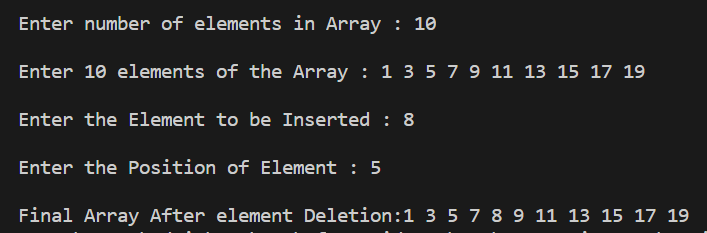 Enter number of elements in Array : 10
Enter 10 elements of the Array : 1 3 5 7 9 11 13 15 17 19
Enter the Element to be Inserted : 8
Enter the Position of Element : 5
Final Array After element Deletion:1 3 5 7 8 9 11 13 15 17 19